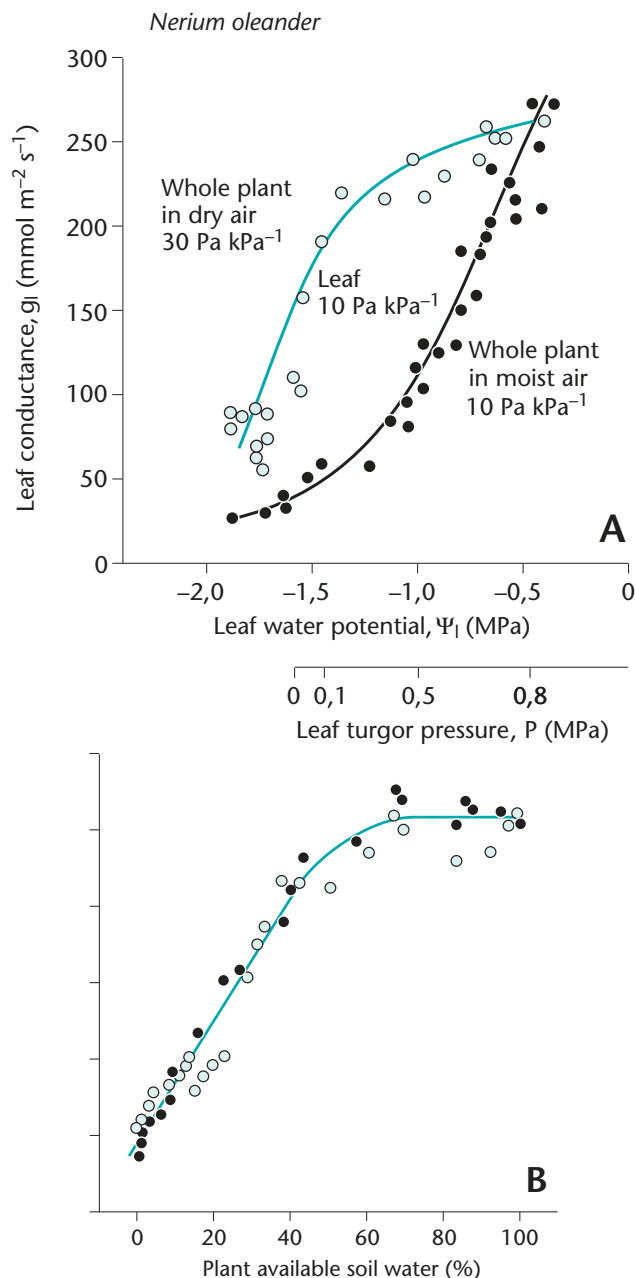 Nerium oleander
300
250
200
150
100
50
0
Leaf conductance, gl (mmol m−2 s−1)
Whole plant
in dry air
30 Pa kPa−1
Leaf
10 Pa kPa−1
Whole plant
in moist air
10 Pa kPa−1
A
−2,0 −1,5 −1,0 −0,5 0
Leaf water potential, Ψl (MPa)
0 0,1 0,5 0,8
Leaf turgor pressure, P (MPa)
B
0 20 40 60 80 100
Plant available soil water (%)